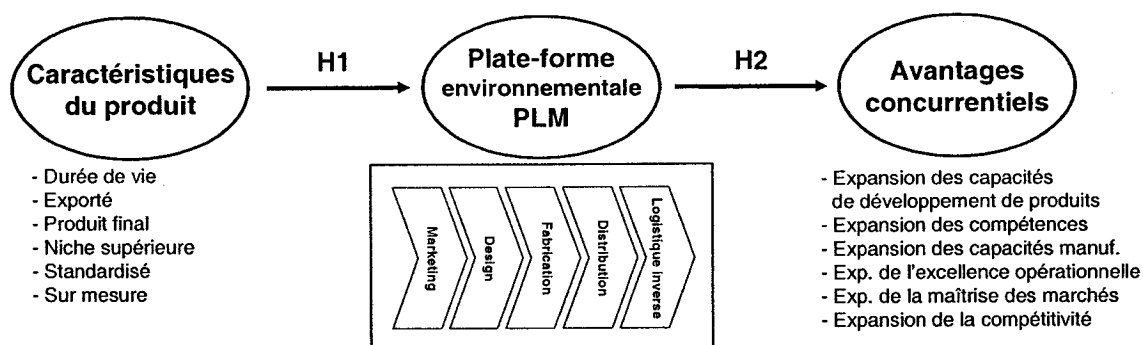 Caractéristiques
du produit
H1
Plate-forme
environnementale
PLM
H2
Avantages
concurrentiels
- Durée de vie
- Exporté
- Produit final
- Niche supérieure
- Standardisé
- Sur mesure
Marketing
Design
Fabrication
Distribution
Logistique inverse
- Expansion des capacités
de développement de produits
- Expansion des compétences
- Expansion des capacités manuf.
- Exp. de l'excellence opérationnelle
- Exp. de la maîtrise des marchés
- Expansion de la compétitivité